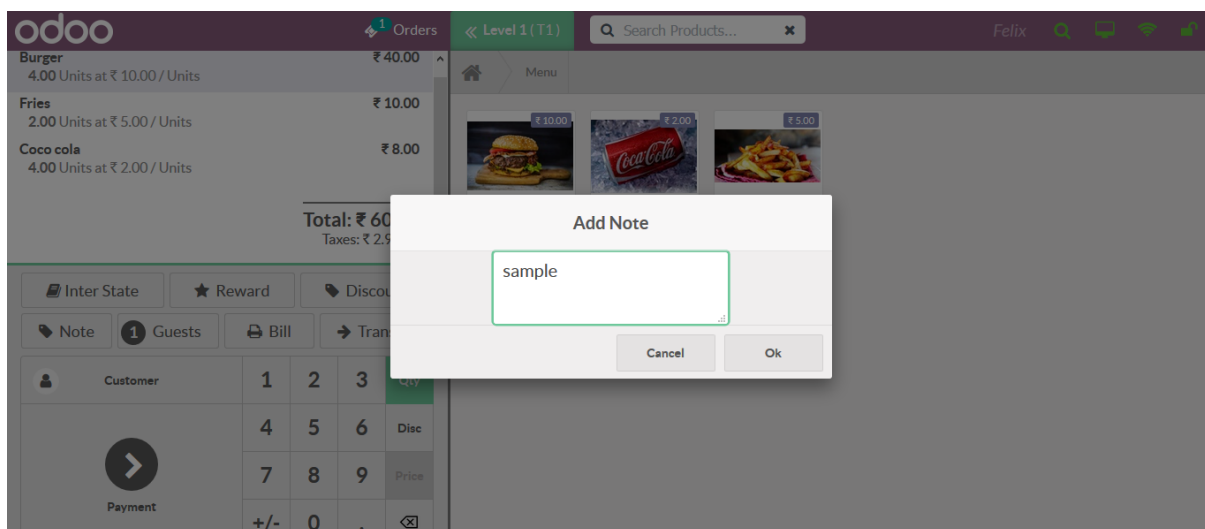 odoo
1 Orders
Level 1 ( T1 )
Search Products...
Felix
Burger ₹ 40.00
4.00 Units at ₹ 10.00 / Units
Fries ₹ 10.00
2.00 Units at ₹ 5.00 / Units
Coco cola ₹ 8.00
4.00 Units at ₹ 2.00 / Units
Total: ₹ 60
Taxes: ₹ 2.9
Menu
₹ 10.00
₹ 2.00
₹ 5.00
Coca-Cola
Add Note
sample
Cancel
Ok
Inter State
Reward
Note
1 Guests
Bill
Customer
Payment
1 2 3 Qty
4 5 6 Disc
7 8 9 Price
+/- 0 .